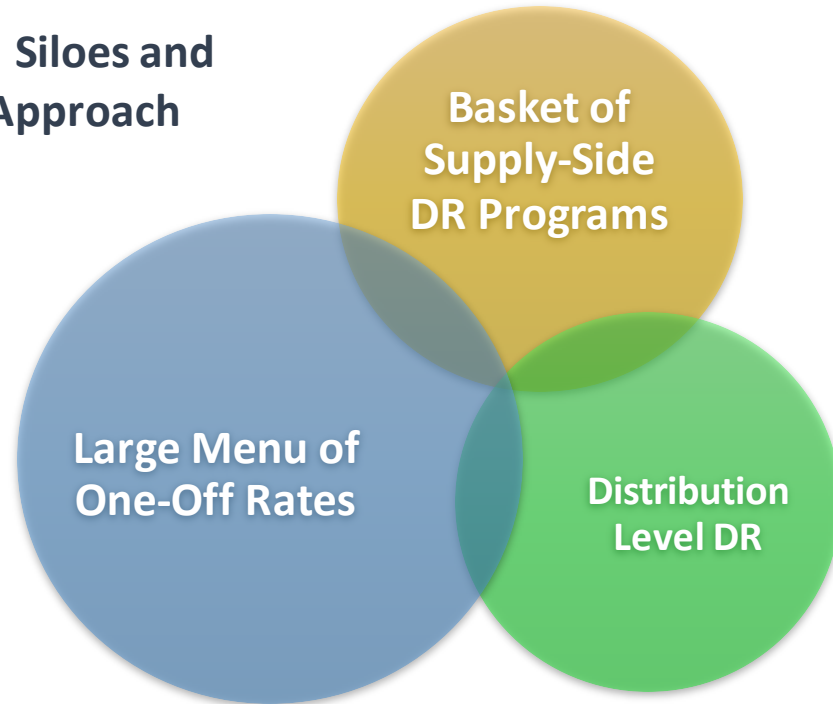 Siloes and
Approach
Basket of
Supply-Side
DR Programs
Large Menu of
One-Off Rates
Distribution
Level DR